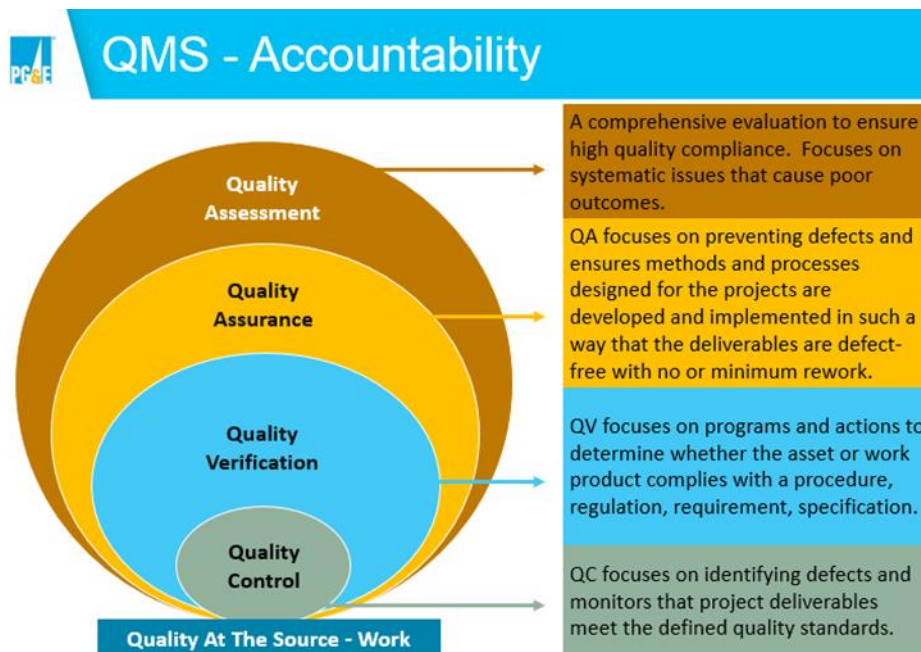 PG&E
QMS - Accountability
Quality
Assessment
Quality
Assurance
Quality
Verification
Quality
Control
Quality At The Source - Work
A comprehensive evaluation to ensure
high quality compliance. Focuses on
systematic issues that cause poor
outcomes.
QA focuses on preventing defects and
ensures methods and processes
designed for the projects are
developed and implemented in such a
way that the deliverables are defect-
free with no or minimum rework.
QV focuses on programs and actions to
determine whether the asset or work
product complies with a procedure,
regulation, requirement, specification.
QC focuses on identifying defects and
monitors that project deliverables
meet the defined quality standards.